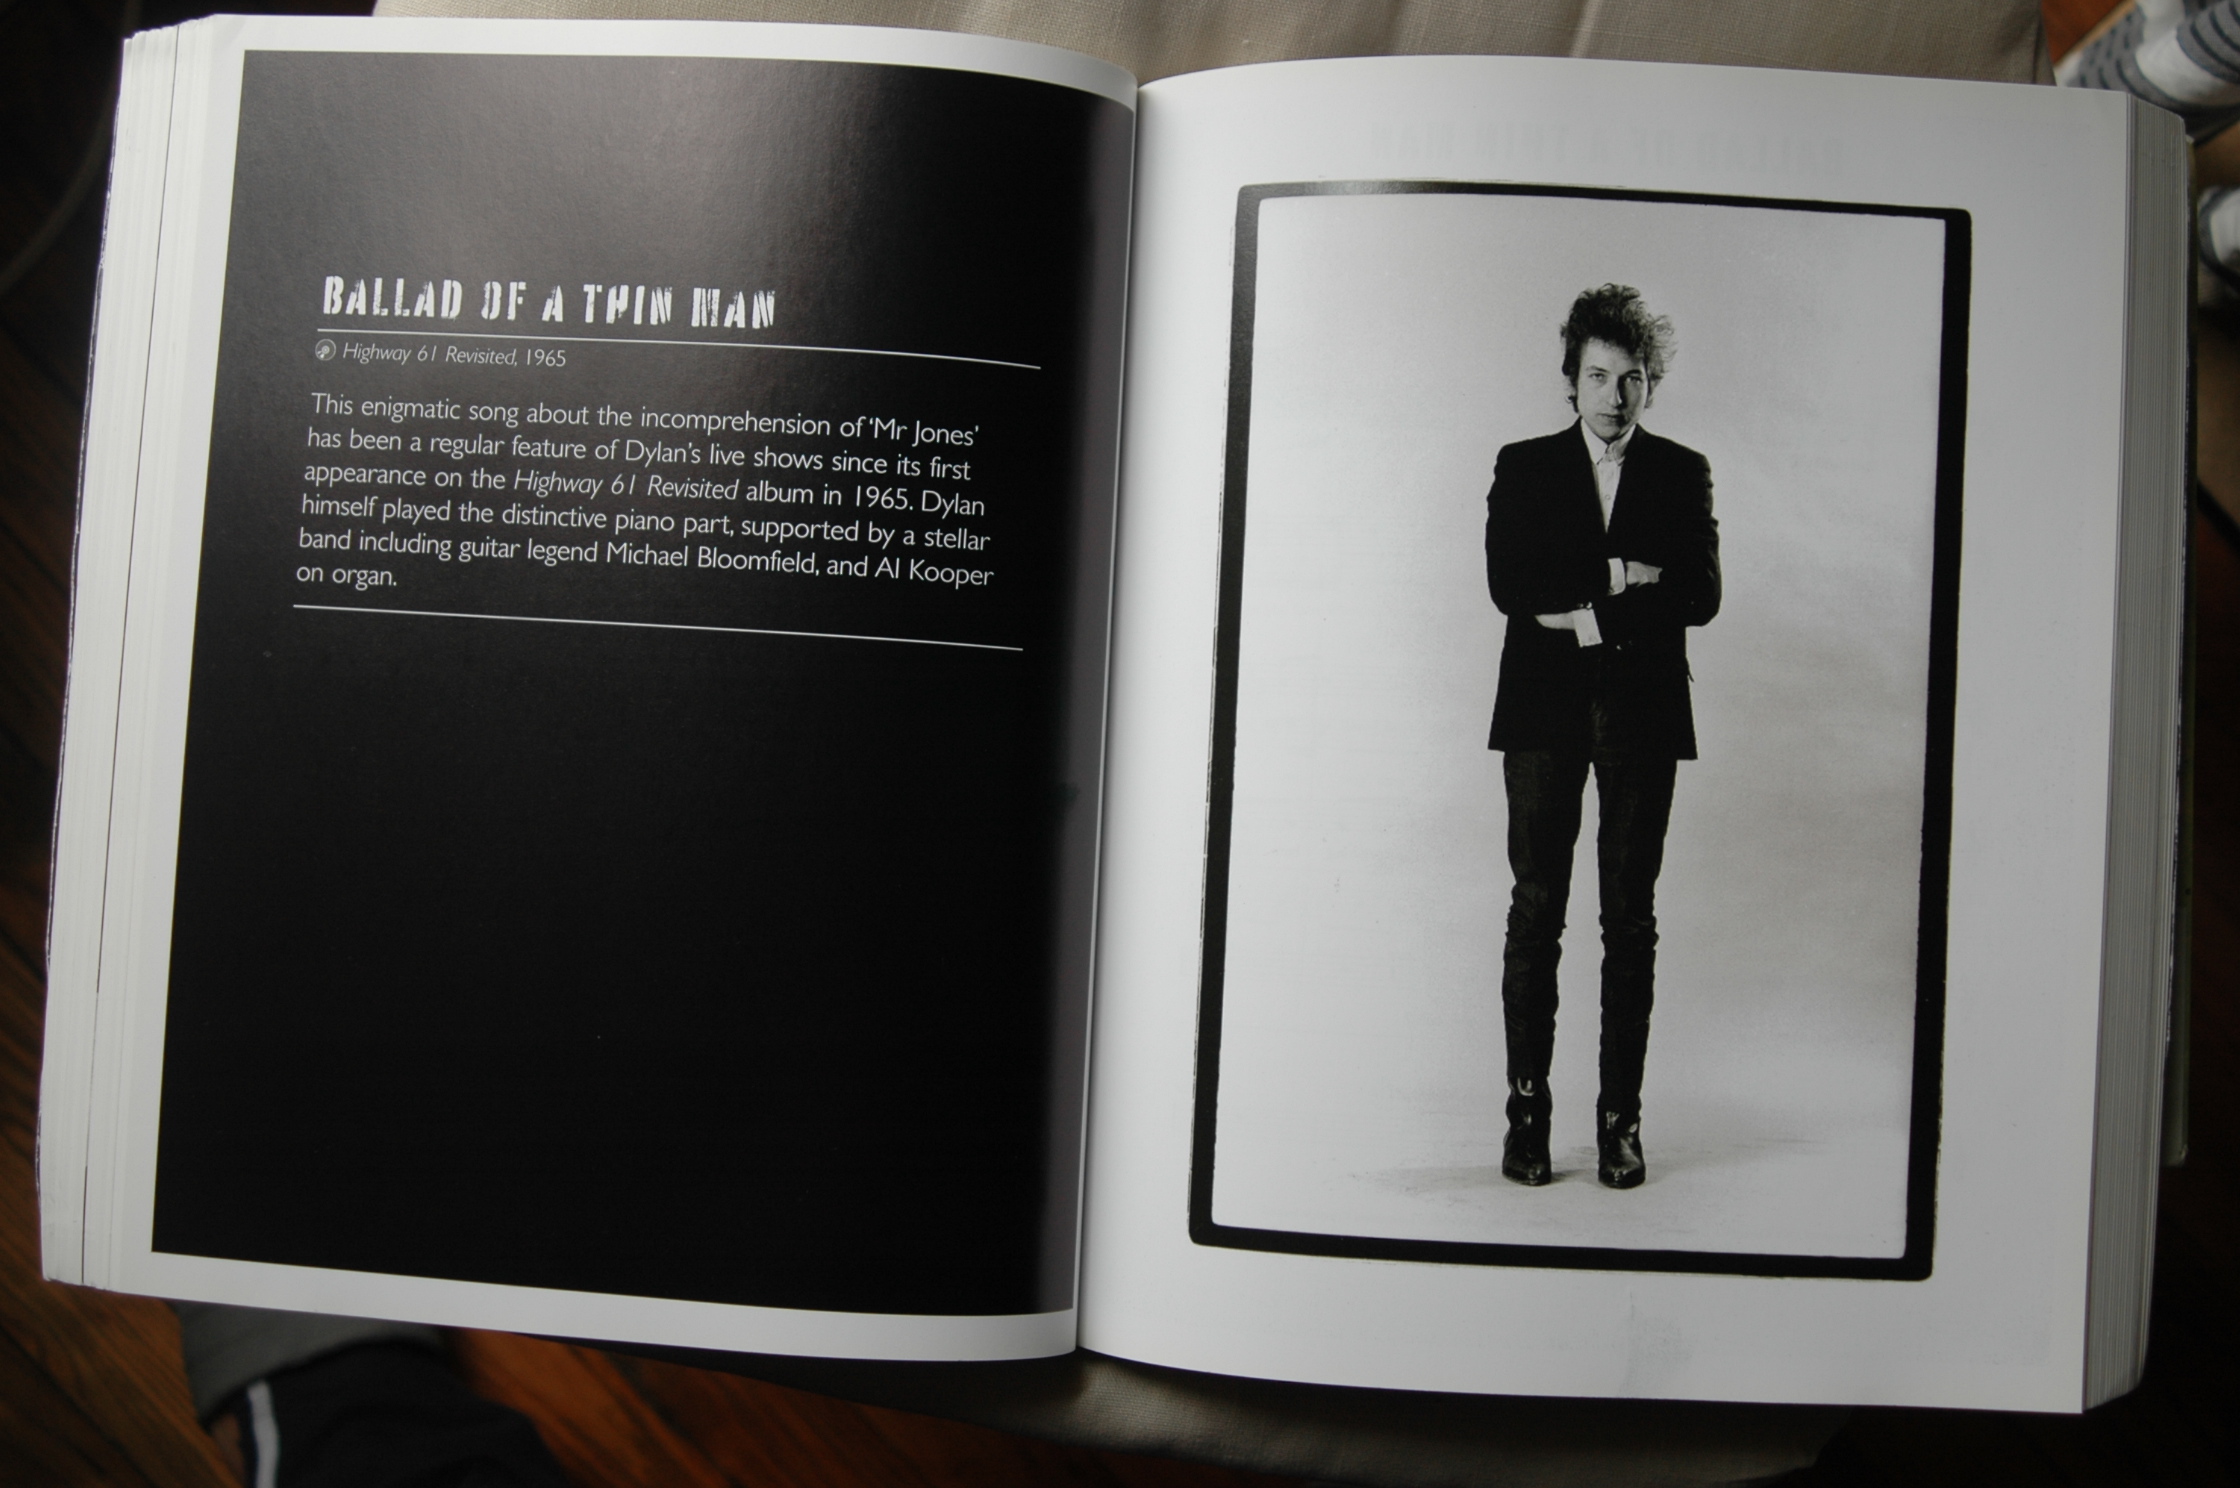 BALLAD OF A THIN MAN
Highway 61 Revisited, 1965
This enigmatic song about the incomprehension of 'Mr Jones'
has been a regular feature of Dylan's live shows since its first
appearance on the Highway 61 Revisited album in 1965. Dylan
himself played the distinctive piano part, supported by a stellar
band including guitar legend Michael Bloomfield, and Al Kooper
on organ.